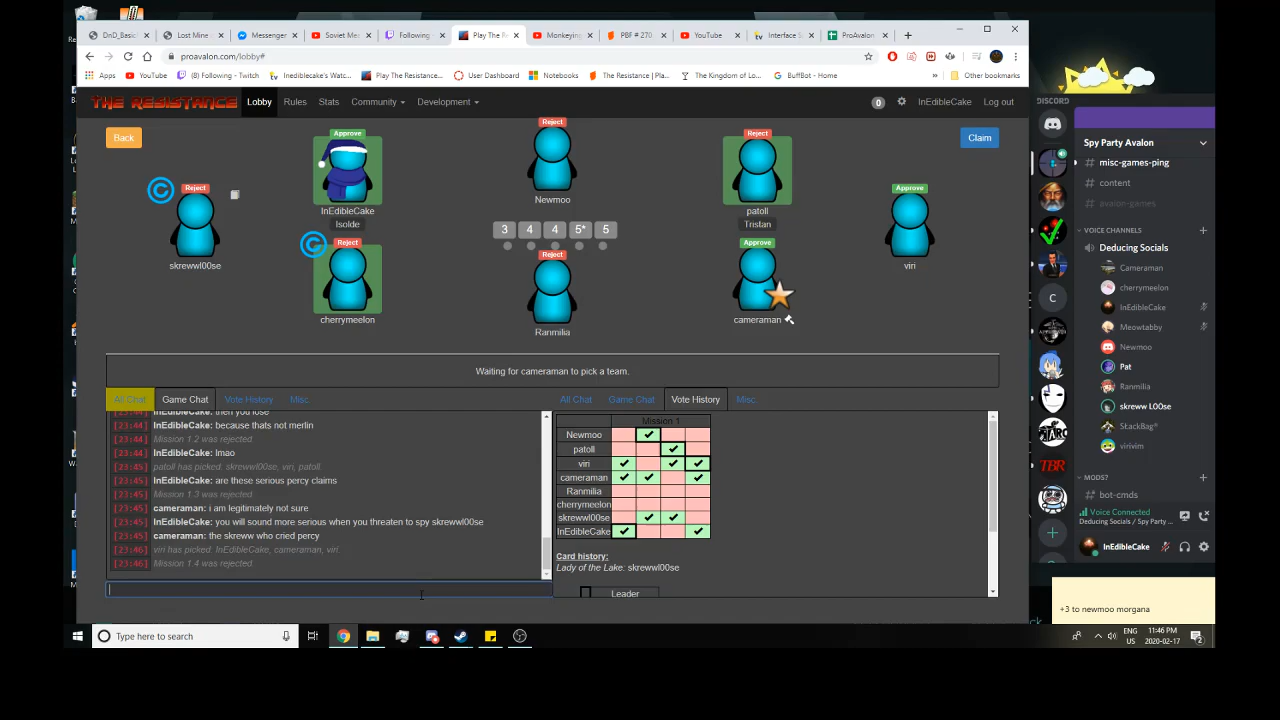 DnD_Basic
Lost Mine
Messenger
Soviet Me
Following
Play The Re
Monkeying
PBF # 270
YouTube
Interface S
ProAvalon
proavalon.com/lobby#
Apps
YouTube
(8) Following - Twitch
Inediblecake's Watc
Play The Resistance
User Dashboard
Notebooks
The Resistance | Pla
The Kingdom of Lo
BuffBot - Home
»
Other bookmarks
THE RESISTANCE
Lobby
Rules
Stats
Community
Development
0
InEdibleCake
Log out
Back
Claim
Reject
skrewwl00se
Approve
InEdibleCake
Isolde
Reject
cherrymeelon
Reject
Newmoo
3 4 4 5* 5
Reject
Ranmilia
Reject
patoll
Tristan
Approve
cameraman
Approve
viri
Waiting for cameraman to pick a team.
All Chat
Game Chat
Vote History
Misc.
[23:44] InEdibleCake: then you lose
[23:44] InEdibleCake: because thats not merlin
[23:44] Mission 1.2 was rejected.
[23:44] InEdibleCake: lmao
[23:45] patoll has picked: skrewwl00se, viri, patoll.
[23:45] InEdibleCake: are these serious percy claims
[23:45] Mission 1.3 was rejected.
[23:45] cameraman: i am legitimately not sure
[23:45] InEdibleCake: you will sound more serious when you threaten to spy skrewwl00se
[23:45] cameraman: the skreww who cried percy
[23:46] viri has picked: InEdibleCake, cameraman, viri.
[23:46] Mission 1.4 was rejected.
All Chat
Game Chat
Vote History
Misc.
Mission 1
Newmoo
patoll
viri
cameraman
Ranmilia
cherrymeelon
skrewwl00se
InEdibleCake
Card history:
Lady of the Lake: skrewwl00se
Leader
DISCORD
Spy Party Avalon
misc-games-ping
content
avalon-games
VOICE CHANNELS
Deducing Socials
Cameraman
cherrymeelon
InEdibleCake
Meowtabby
Newmoo
Pat
Ranmilia
skreww L00se
StackBag®
virivim
C
TBR
MODS?
bot-cmds
Voice Connected
Deducing Socials / Spy Party
InEdibleCake
+3 to newmoo morgana
Type here to search
ENG
US
11:46 PM
2020-02-17
2